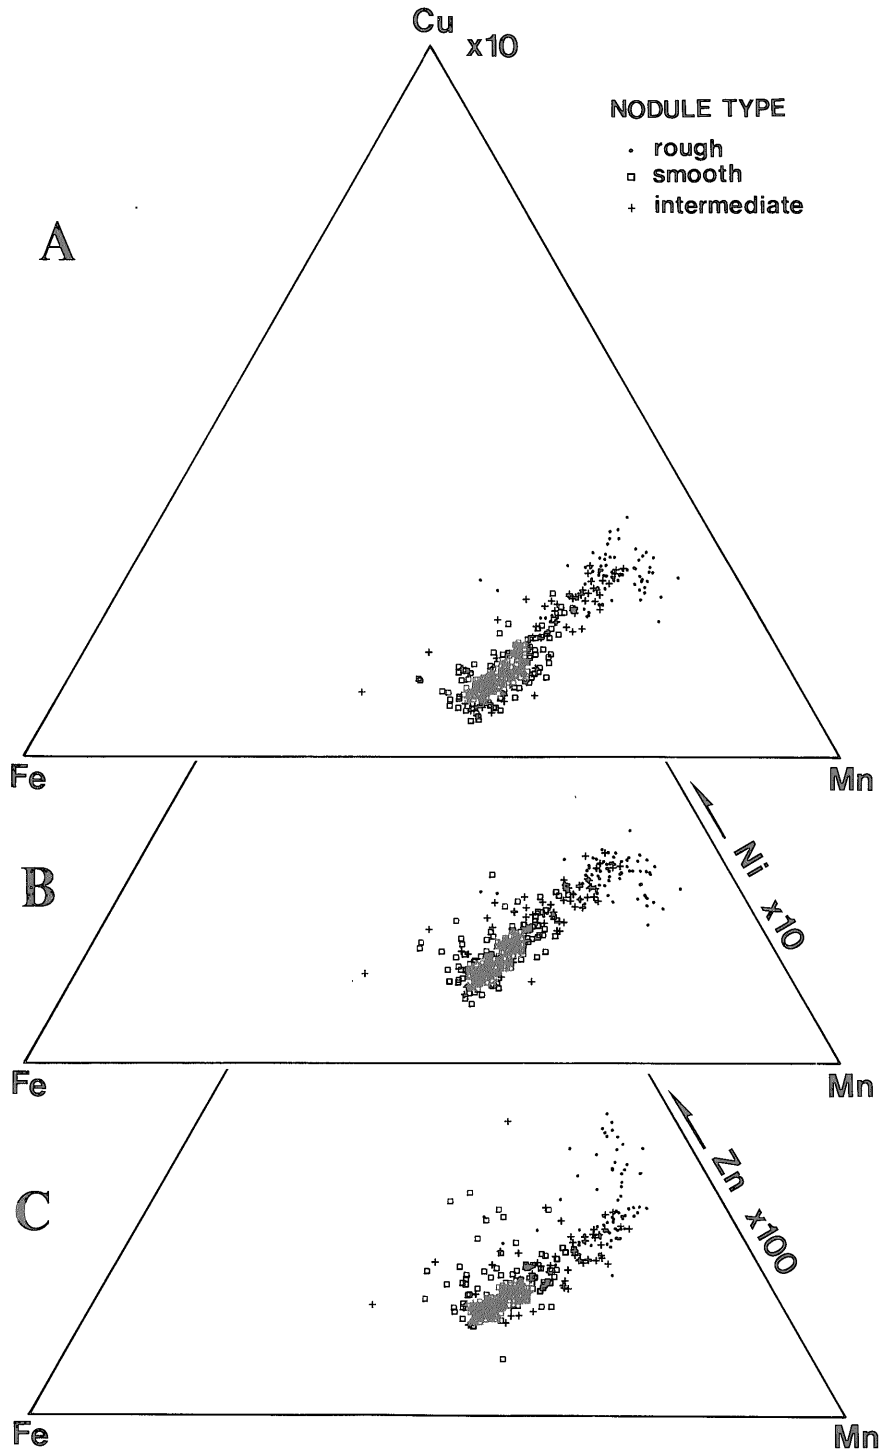 Cu x10
NODULE TYPE
rough
smooth
intermediate
A
Fe
Mn
B
Ni x10
Fe
Mn
C
Zn x100
Fe
Mn